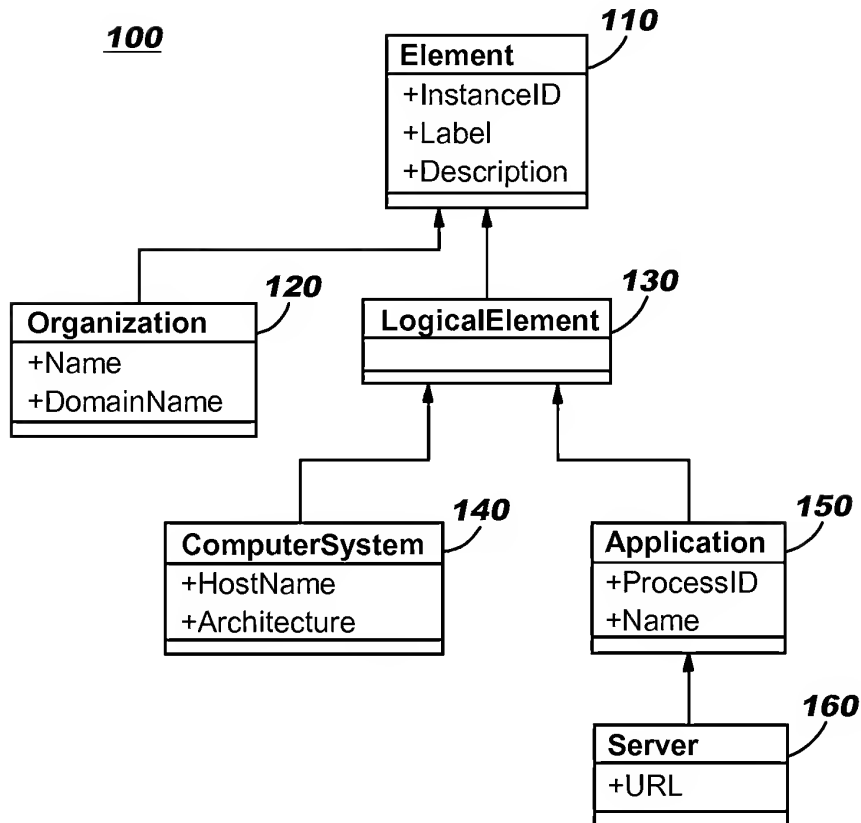 100
110
Element
+InstanceID
+Label
+Description
120
Organization
+Name
+DomainName
130
LogicalElement
140
ComputerSystem
+HostName
+Architecture
150
Application
+ProcessID
+Name
160
Server
+URL